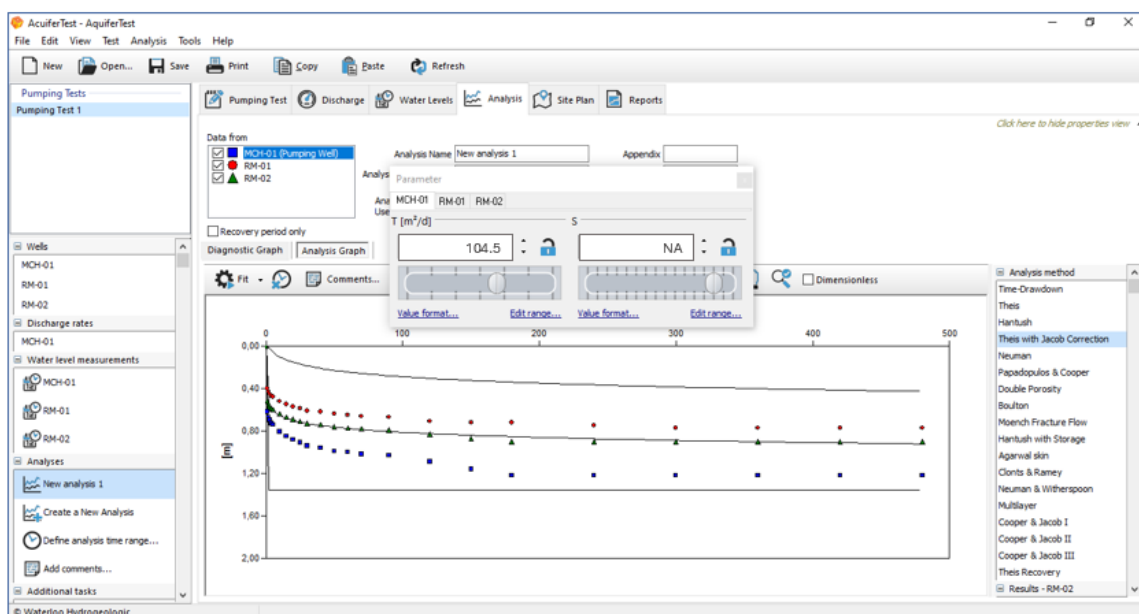 AcuiferTest - AquiferTest
File Edit View Test Analysis Tools Help
New Open... Save Print Copy Paste Refresh
Pumping Tests
Pumping Test 1
Pumping Test Discharge Water Levels Analysis Site Plan Reports
Click here to hide properties view
Data from
MCH-01 (Pumping Well)
RM-01
RM-02
Analysis Name New analysis 1 Appendix
Analys
Ana
Use
Recovery period only
Parameter
MCH-01 RM-01 RM-02
T [m²/d] S
104.5 NA
Value format... Edit range... Value format... Edit range...
Diagnostic Graph Analysis Graph
Fit Comments... Dimensionless
Wells
MCH-01
RM-01
RM-02
Discharge rates
MCH-01
Water level measurements
MCH-01
RM-01
RM-02
Analyses
New analysis 1
Create a New Analysis
Define analysis time range...
Add comments...
Additional tasks
0 100 200 300 400 500
0,00
0,40
0,80
1,20
1,60
2,00
[m]
Analysis method
Time-Drawdown
Theis
Hantush
Theis with Jacob Correction
Neuman
Papadopulos & Cooper
Double Porosity
Boulton
Moench Fracture Flow
Hantush with Storage
Agarwal skin
Clonts & Ramey
Neuman & Witherspoon
Multilayer
Cooper & Jacob I
Cooper & Jacob II
Cooper & Jacob III
Theis Recovery
Results - RM-02
© Waterloo Hydrogeologic